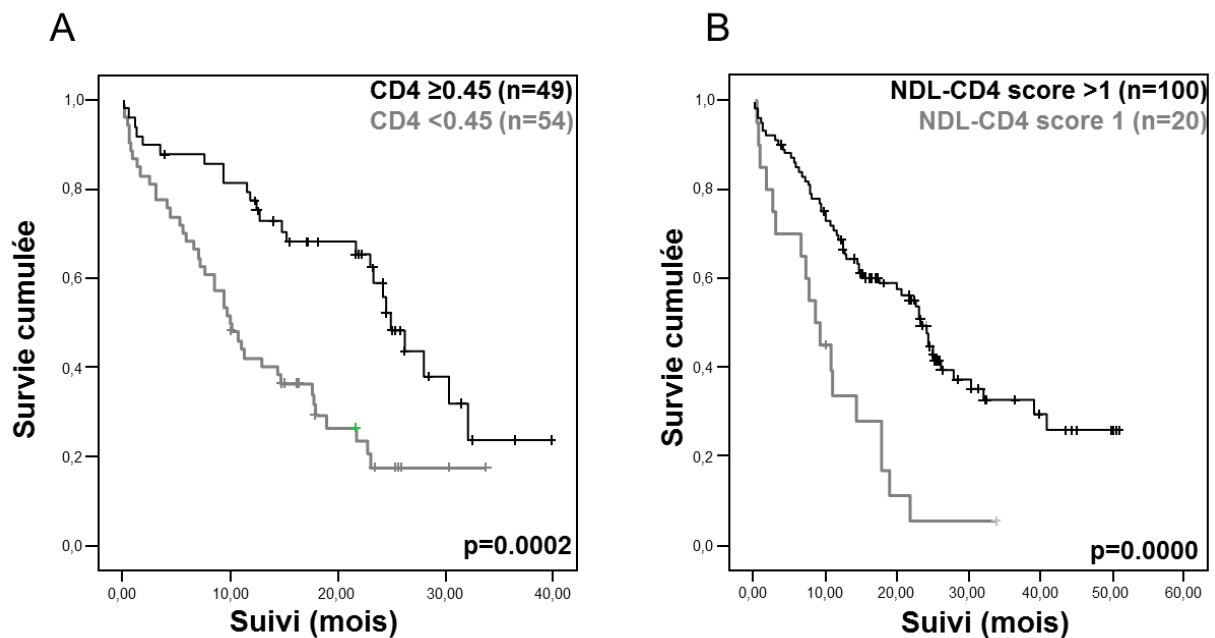 A
CD4 ≥0.45 (n=49)
CD4 <0.45 (n=54)
1,0
0,8
0,6
0,4
0,2
0,0
Survie cumulée
p=0.0002
0,00 10,00 20,00 30,00 40,00
Suivi (mois)
B
NDL-CD4 score >1 (n=100)
NDL-CD4 score 1 (n=20)
1,0
0,8
0,6
0,4
0,2
0,0
Survie cumulée
p=0.0000
0,00 10,00 20,00 30,00 40,00 50,00 60,00
Suivi (mois)